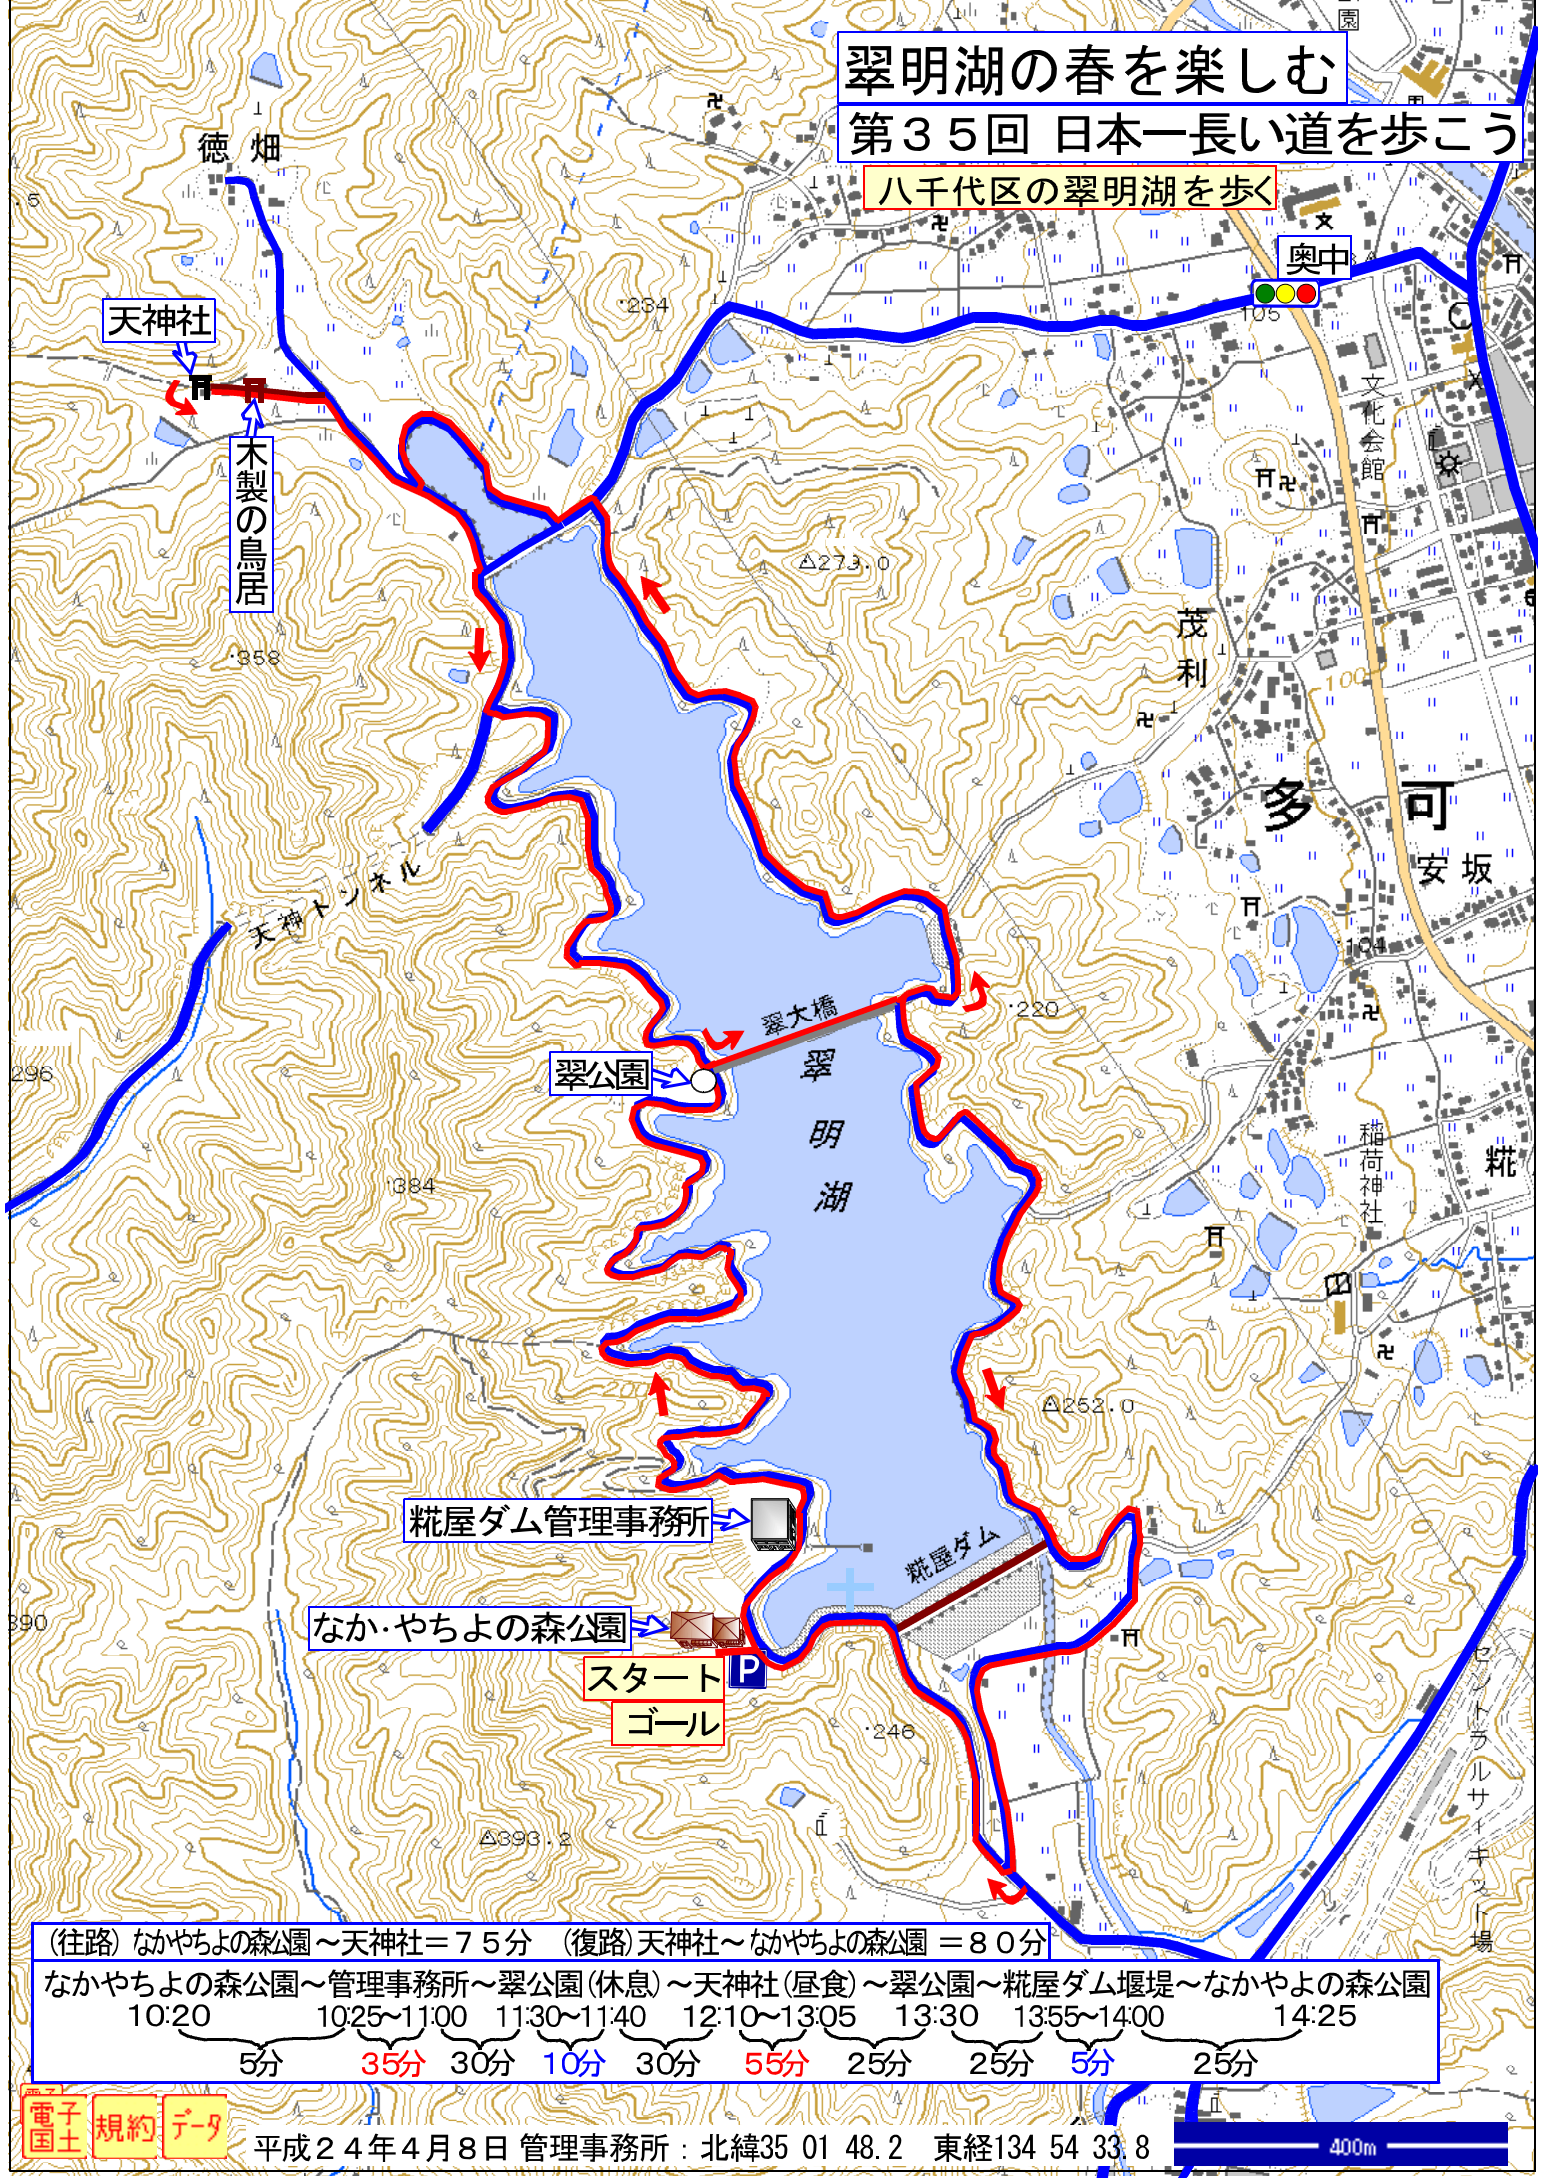 園
翠明湖の春を楽しむ
第３５回 日本一長い道を歩こう
八千代区の翠明湖を歩く
徳畑
.5
奥中
105
・234
天神社
木製の鳥居
文化会館
△279.0
茂利
・358
100
多可
安坂
天神トンネル
・104
翠大橋
・220
翠公園
翠明湖
296
・384
稲荷神社
糀
200
△252.0
糀屋ダム管理事務所
糀屋ダム
390
なか・やちよの森公園
P
スタート
ゴール
・246
セントラルサーキット場
△393.2
(往路) なかやちよの森公園～天神社＝７５分　(復路) 天神社～なかやちよの森公園 ＝８０分
なかやちよの森公園～管理事務所～翠公園(休息)～天神社(昼食)～翠公園～糀屋ダム堰堤～なかやよの森公園
10:20 10:25～11:00 11:30～11:40 12:10～13:05 13:30 13:55～14:00 14:25
5分 35分 30分 10分 30分 55分 25分 25分 5分 25分
電子国土
規約
データ
平成２４年４月８日 管理事務所：北緯35 01 48.2 東経134 54 33.8
400m